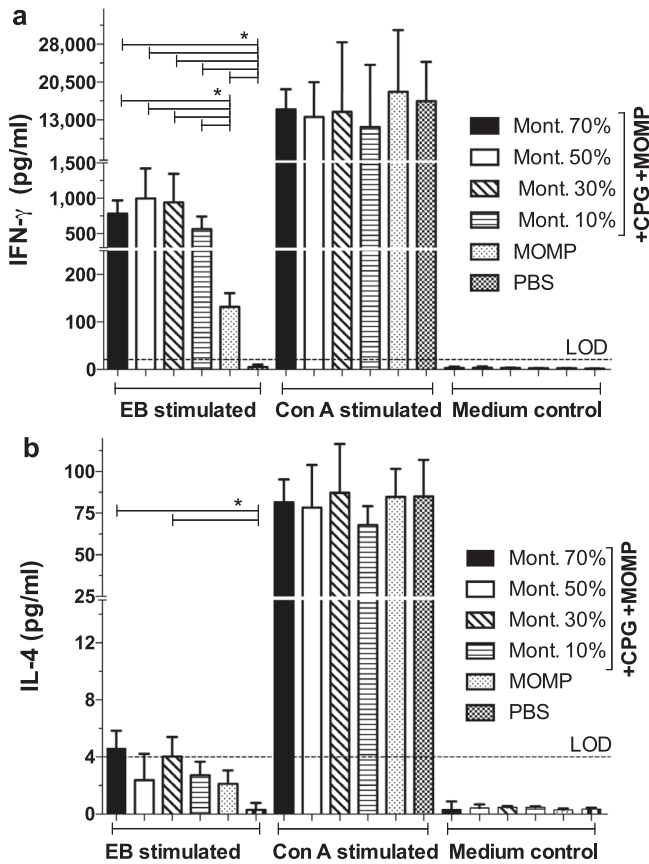 a
IFN-γ (pg/ml)
28,000
20,500
13,000
1,500
1,000
500
200
100
0
*
*
Mont. 70%
Mont. 50%
Mont. 30%
Mont. 10%
MOMP
PBS
+CPG +MOMP
LOD
EB stimulated
Con A stimulated
Medium control
b
IL-4 (pg/ml)
100
75
50
25
12
8
4
0
*
Mont. 70%
Mont. 50%
Mont. 30%
Mont. 10%
MOMP
PBS
+CPG +MOMP
LOD
EB stimulated
Con A stimulated
Medium control